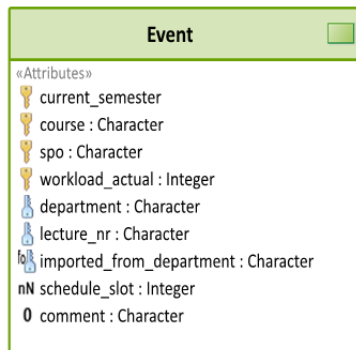 Event
«Attributes»
current_semester
course : Character
spo : Character
workload_actual : Integer
department : Character
lecture_nr : Character
imported_from_department : Character
nN schedule_slot : Integer
0 comment : Character